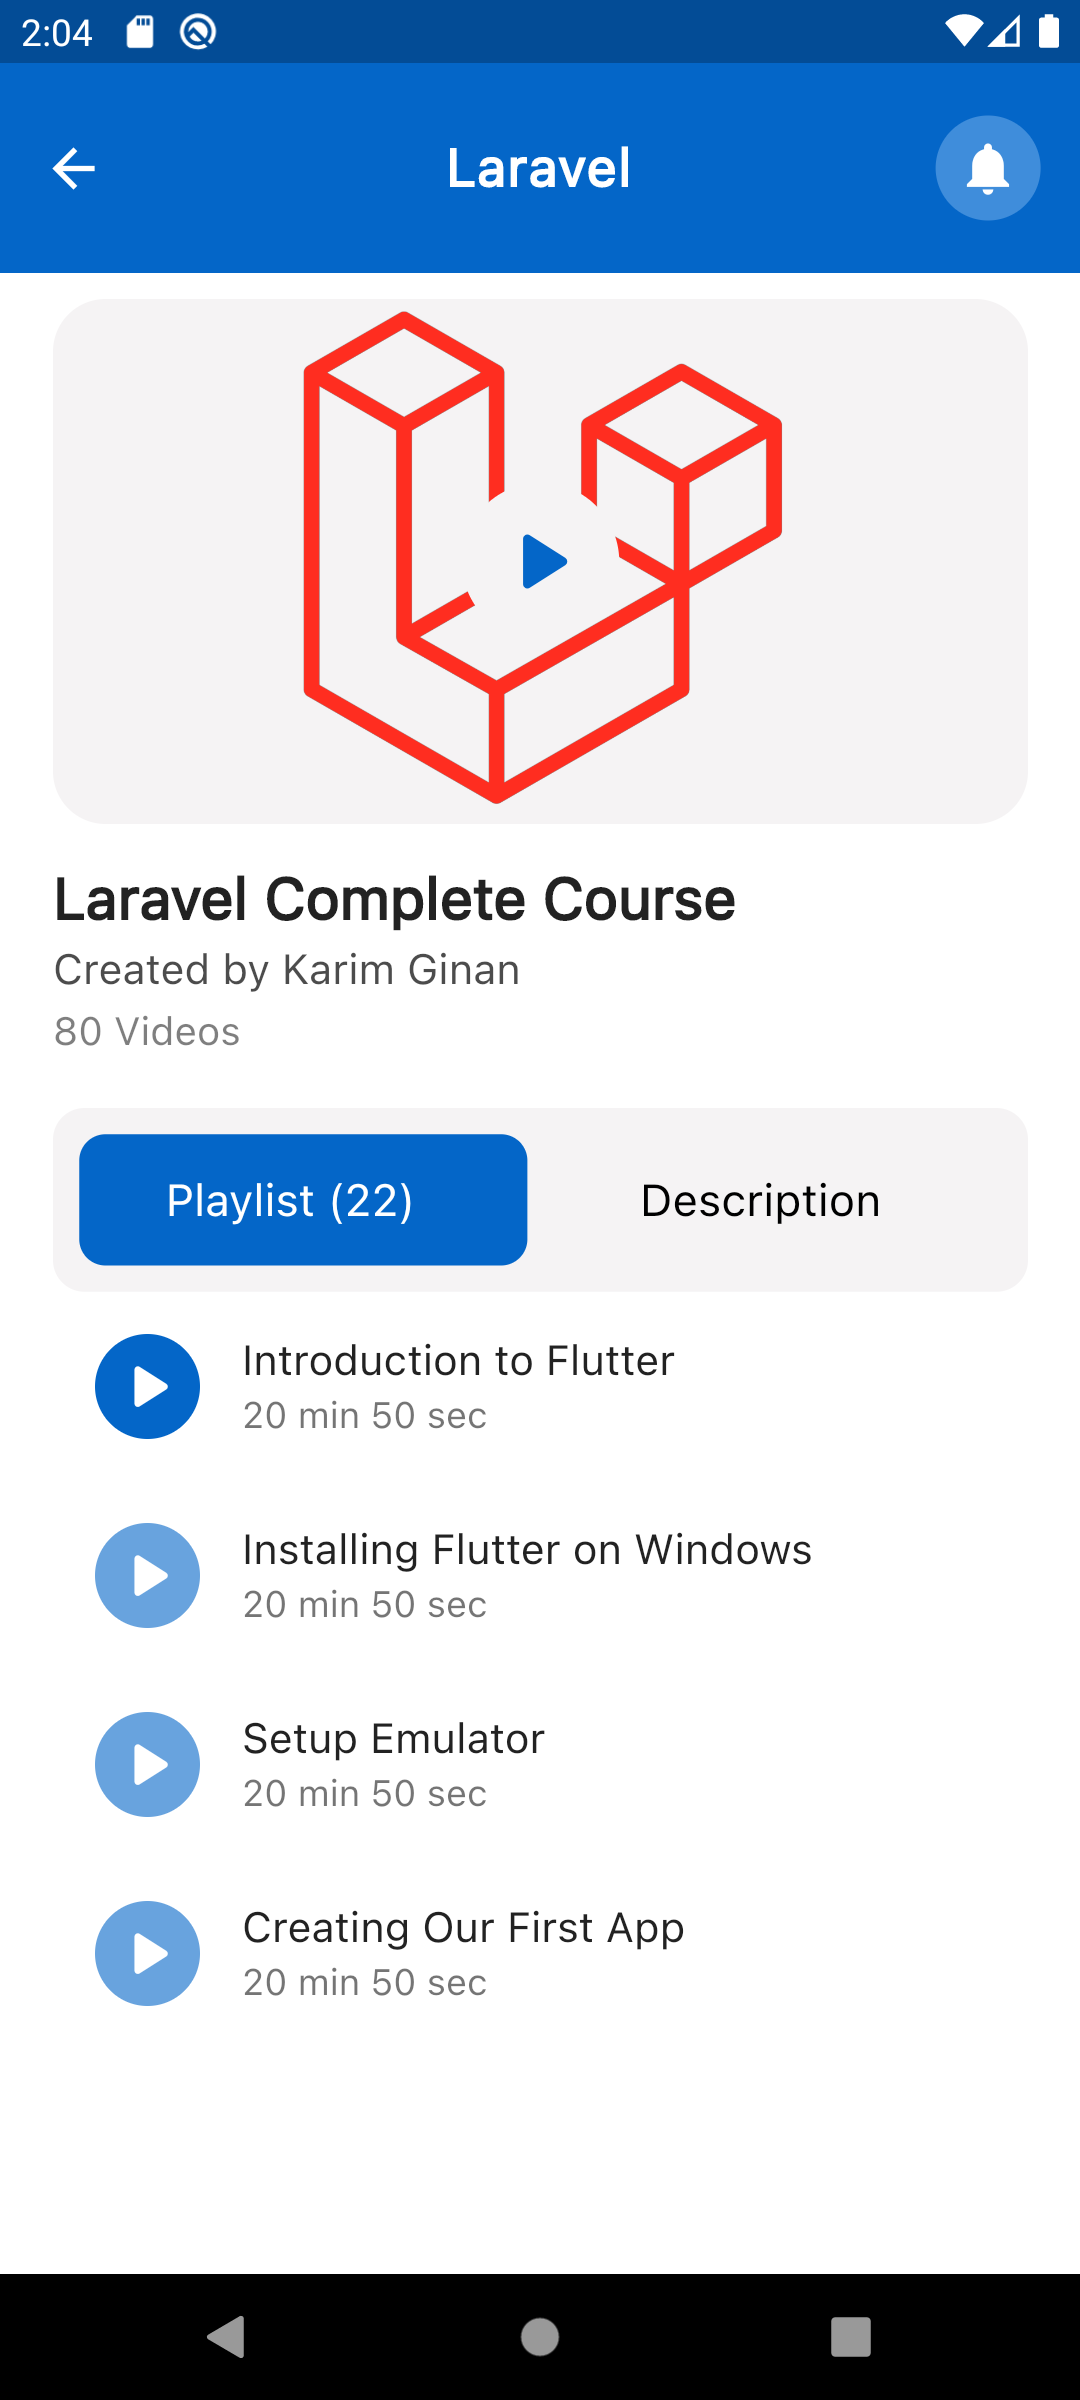 2:04
Laravel
Laravel Complete Course
Created by Karim Ginan
80 Videos
Playlist (22)
Description
Introduction to Flutter
20 min 50 sec
Installing Flutter on Windows
20 min 50 sec
Setup Emulator
20 min 50 sec
Creating Our First App
20 min 50 sec